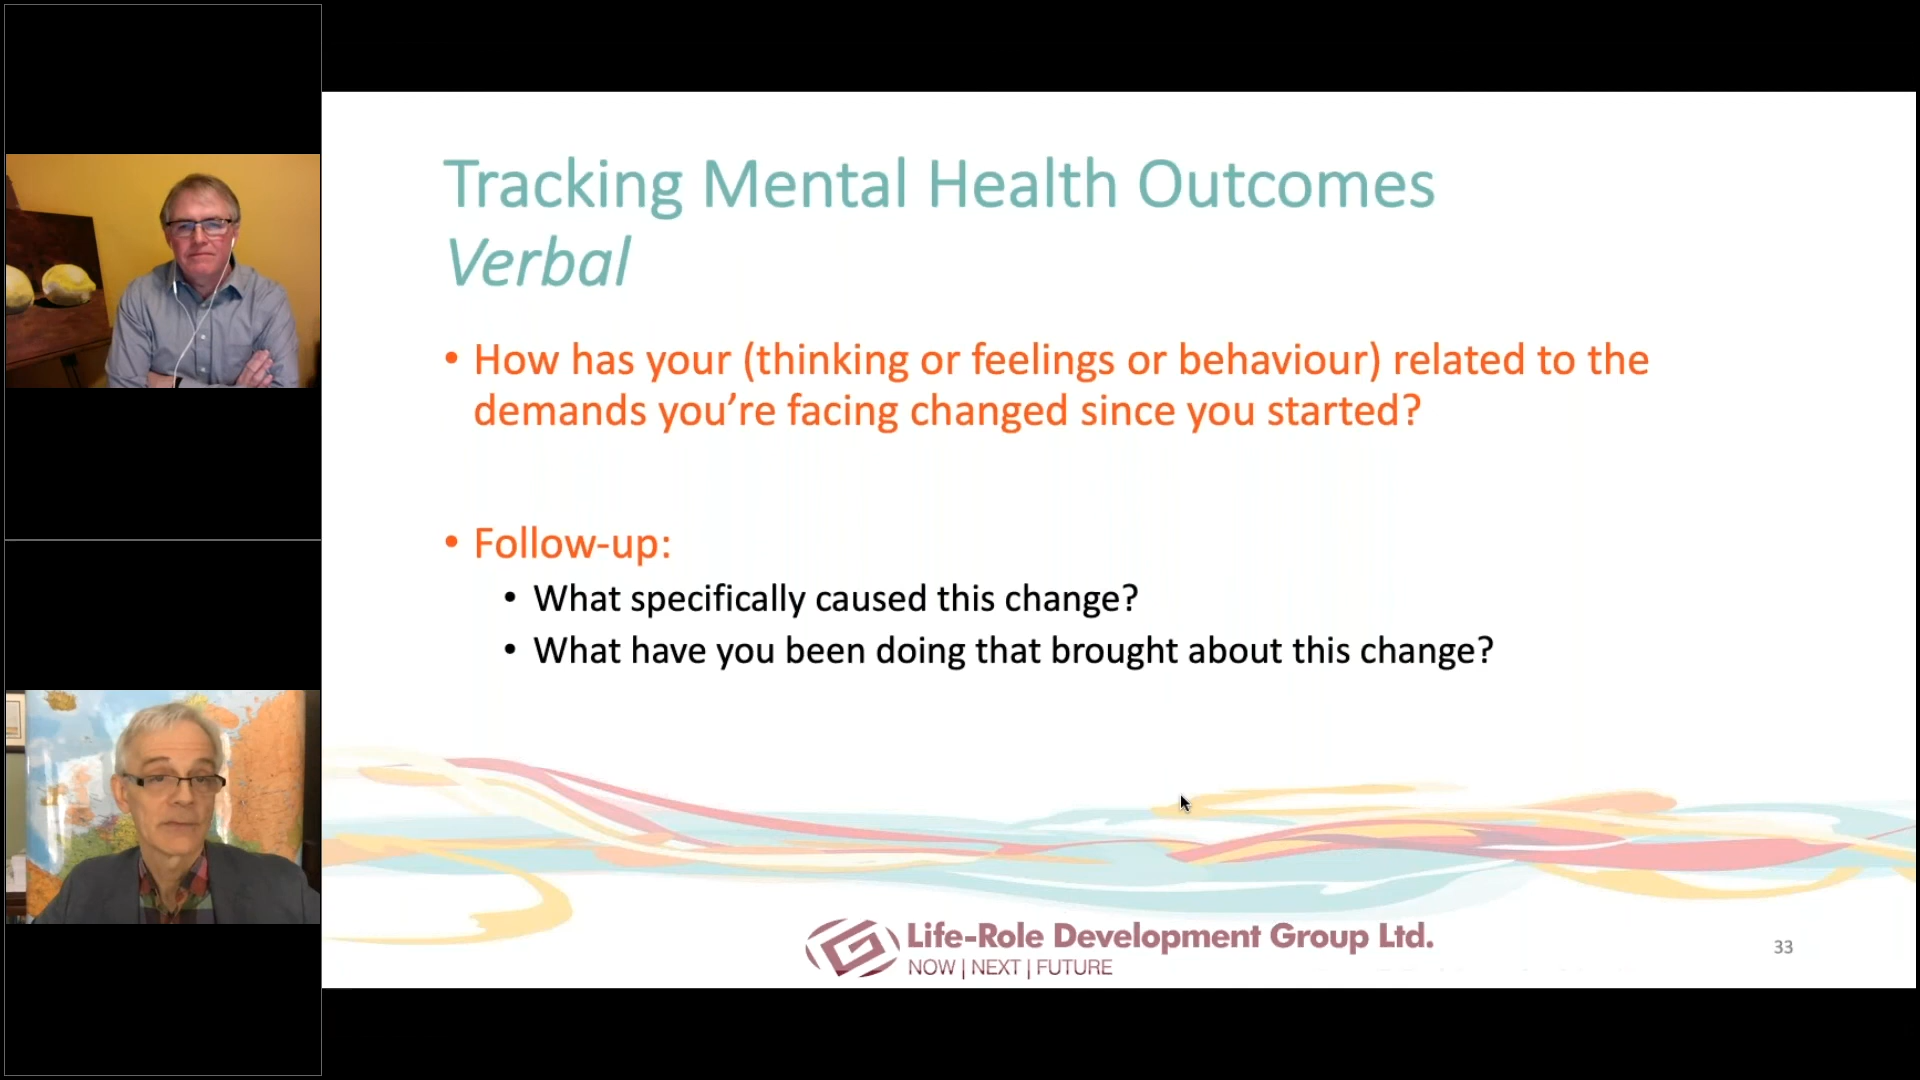 Tracking Mental Health Outcomes
Verbal
• How has your (thinking or feelings or behaviour) related to the
demands you’re facing changed since you started?
• Follow-up:
• What specifically caused this change?
• What have you been doing that brought about this change?
Life-Role Development Group Ltd.
NOW | NEXT | FUTURE
33